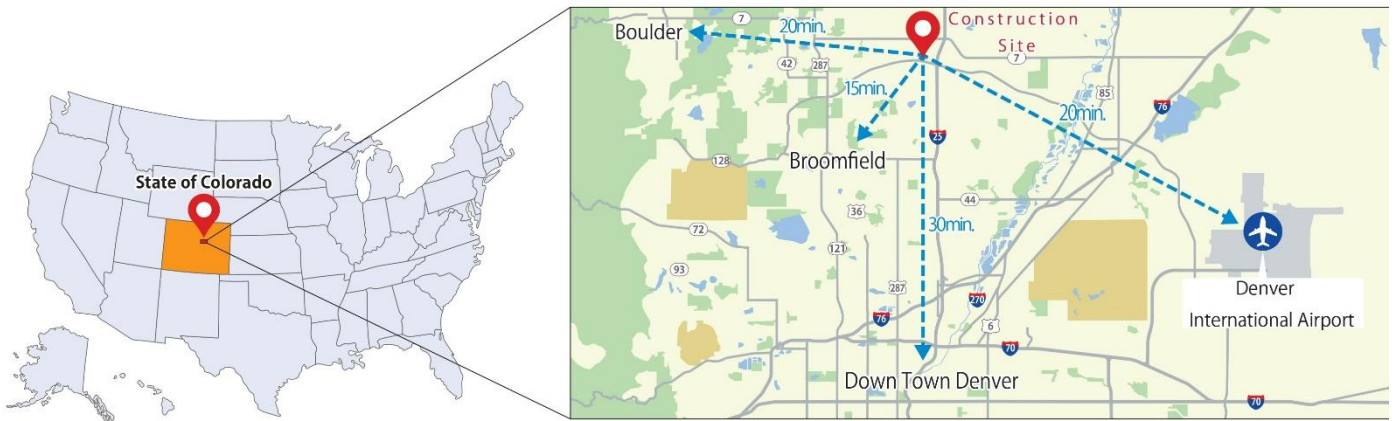 State of Colorado
Construction
Site
Boulder
20min.
15min.
20min.
Broomfield
30min.
Down Town Denver
Denver
International Airport
7
7
42
287
85
76
25
128
36
44
72
121
93
287
270
76
6
70
70